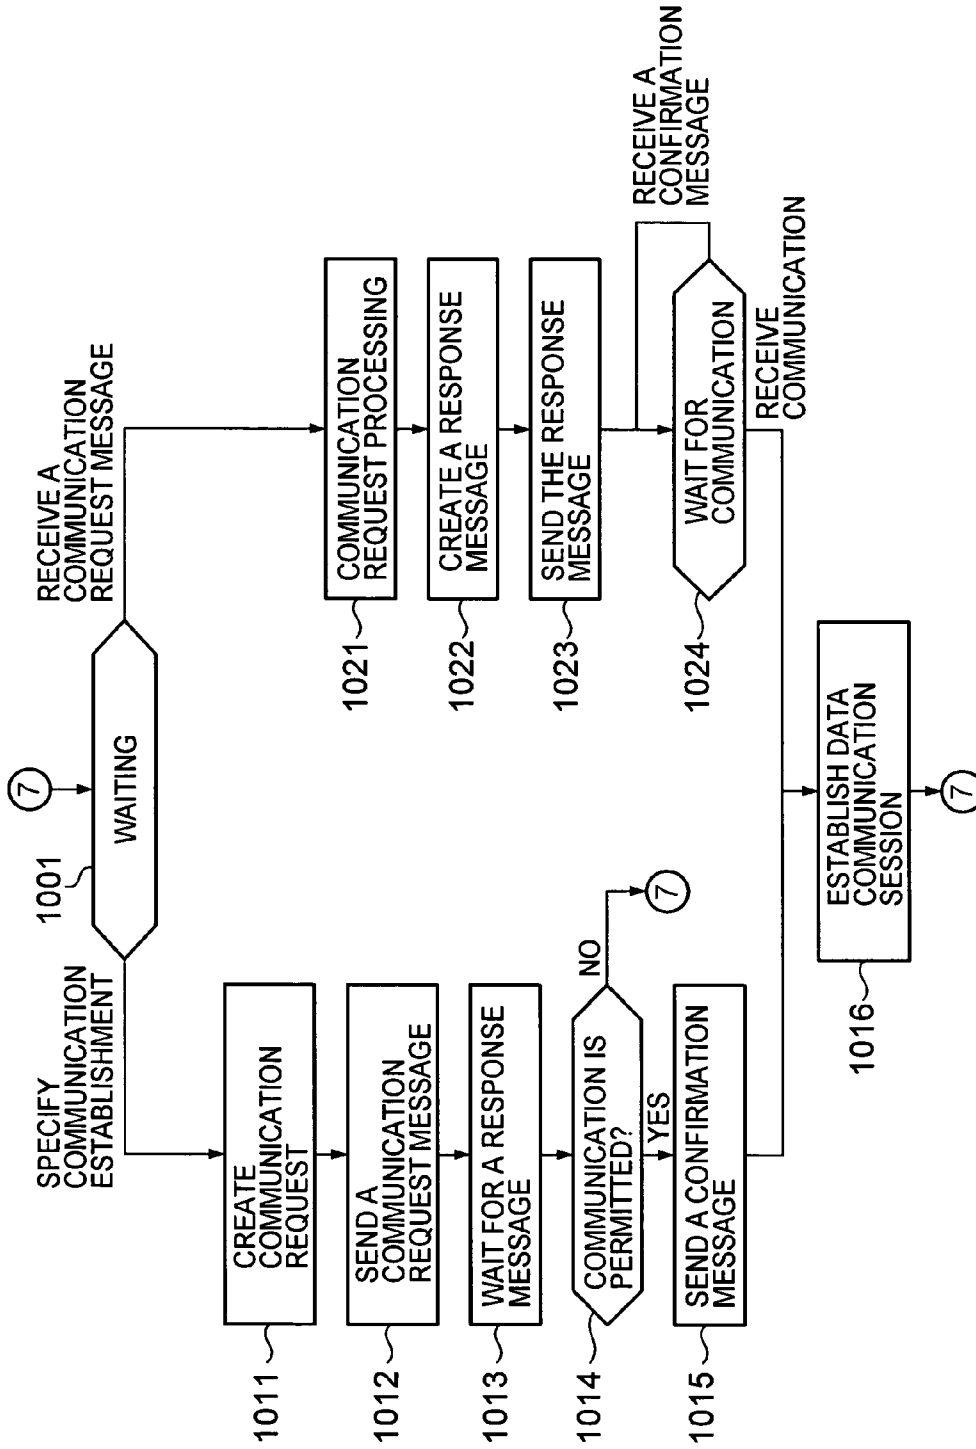 7
1001
WAITING
SPECIFY
COMMUNICATION
ESTABLISHMENT
1011
CREATE
COMMUNICATION
REQUEST
1012
SEND A
COMMUNICATION
REQUEST MESSAGE
1013
WAIT FOR A RESPONSE
MESSAGE
1014
COMMUNICATION IS
PERMITTED?
NO
7
YES
1015
SEND A CONFIRMATION
MESSAGE
RECEIVE A
COMMUNICATION
REQUEST MESSAGE
1021
COMMUNICATION
REQUEST PROCESSING
1022
CREATE A RESPONSE
MESSAGE
1023
SEND THE RESPONSE
MESSAGE
1024
WAIT FOR
COMMUNICATION
RECEIVE A
CONFIRMATION
MESSAGE
RECEIVE
COMMUNICATION
1016
ESTABLISH DATA
COMMUNICATION
SESSION
7